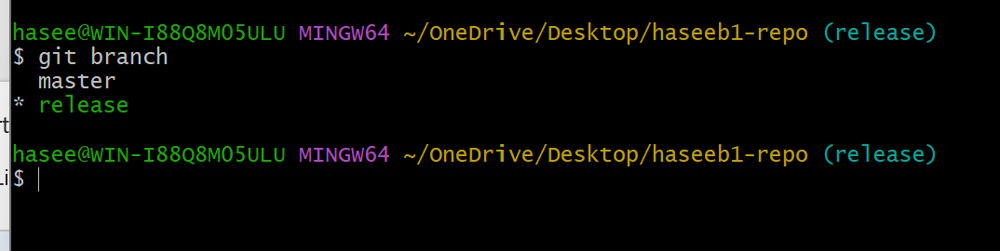 hasee@WIN-I88Q8MO5ULU MINGW64 ~/OneDrive/Desktop/haseeb1-repo (release)
$ git branch
  master
* release
hasee@WIN-I88Q8MO5ULU MINGW64 ~/OneDrive/Desktop/haseeb1-repo (release)
$